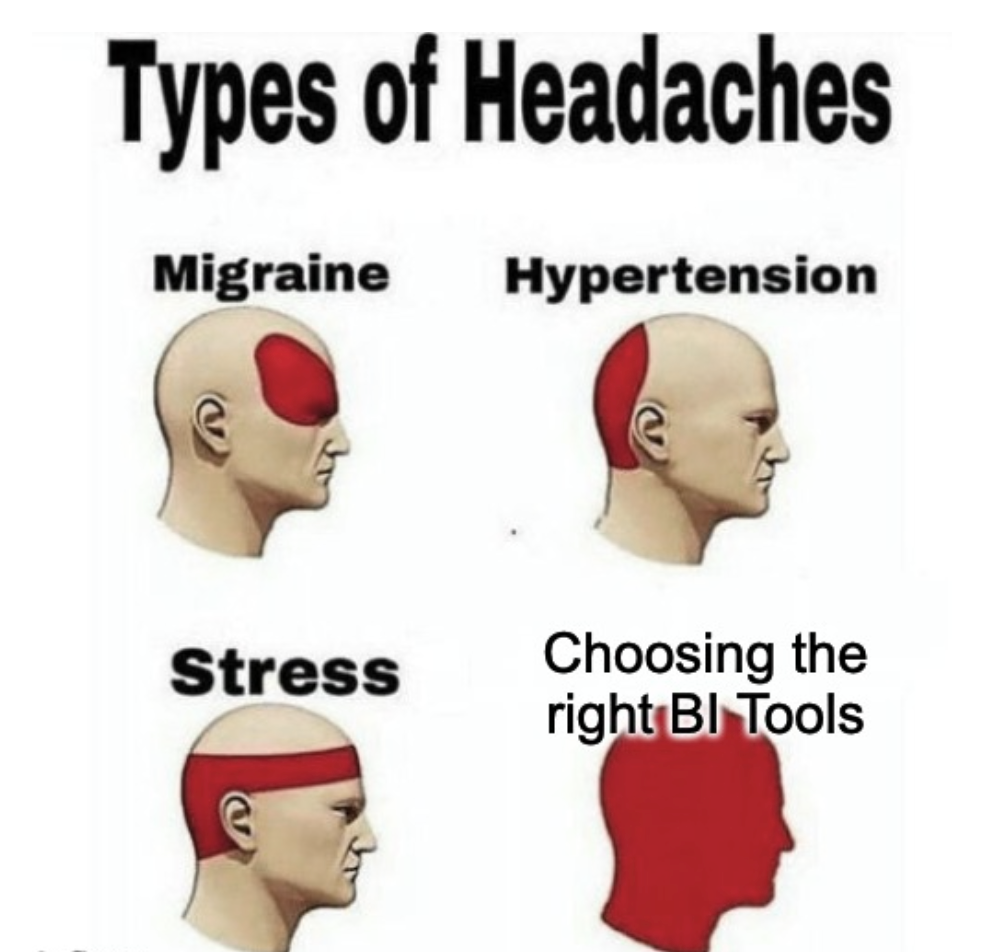 Types of Headaches
Migraine
Hypertension
Stress
Choosing the
right BI Tools